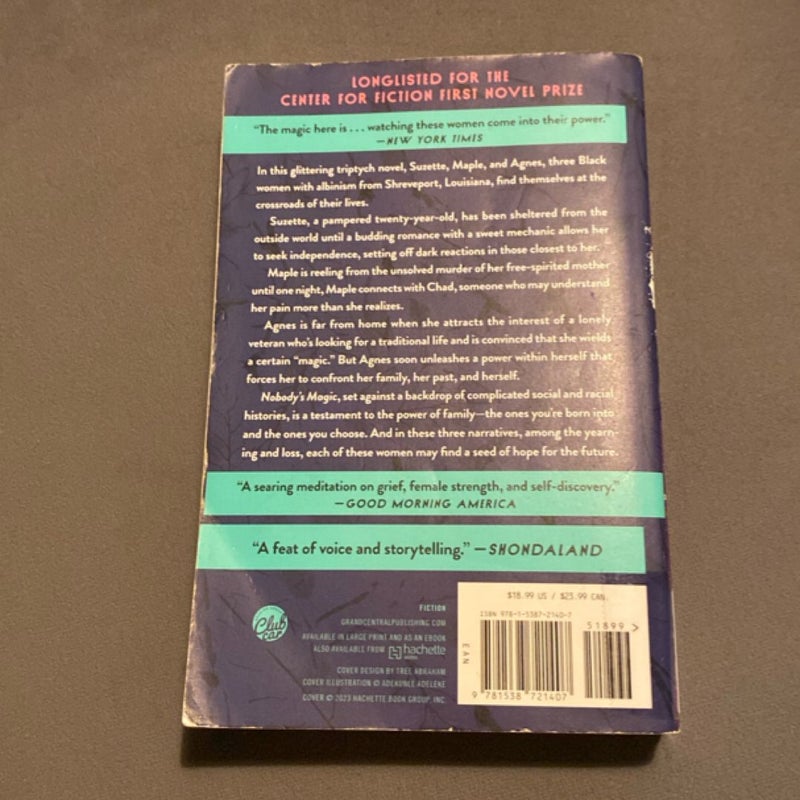 LONGLISTED FOR THE
CENTER FOR FICTION FIRST NOVEL PRIZE
"The magic here is . . . watching these women come into their power."
—NEW YORK TIMES
In this glittering triptych novel, Suzette, Maple, and Agnes, three Black
women with albinism from Shreveport, Louisiana, find themselves at the
crossroads of their lives.
Suzette, a pampered twenty-year-old, has been sheltered from the
outside world until a budding romance with a sweet mechanic allows her
to seek independence, setting off dark reactions in those closest to her.
Maple is reeling from the unsolved murder of her free-spirited mother
until one night, Maple connects with Chad, someone who may understand
her pain more than she realizes.
Agnes is far from home when she attracts the interest of a lonely
veteran who's looking for a traditional life and is convinced that she wields
a certain "magic." But Agnes soon unleashes a power within herself that
forces her to confront her family, her past, and herself.
Nobody's Magic, set against a backdrop of complicated social and racial
histories, is a testament to the power of family—the ones you're born into
and the ones you choose. And in these three narratives, among the yearn-
ing and loss, each of these women may find a seed of hope for the future.
"A searing meditation on grief, female strength, and self-discovery."
—GOOD MORNING AMERICA
"A feat of voice and storytelling." —SHONDALAND
$18.99 US / $23.99 CAN.
ISBN 978-1-5387-2140-7
51899 >
EAN
9 781538 721407
FICTION
GRANDCENTRALPUBLISHING.COM
AVAILABLE IN LARGE PRINT AND AS AN EBOOK
ALSO AVAILABLE FROM hachette
COVER DESIGN BY TREE ABRAHAM
COVER ILLUSTRATION © ADEKUNLE ADELEKE
COVER © 2023 HACHETTE BOOK GROUP, INC.
Club
car